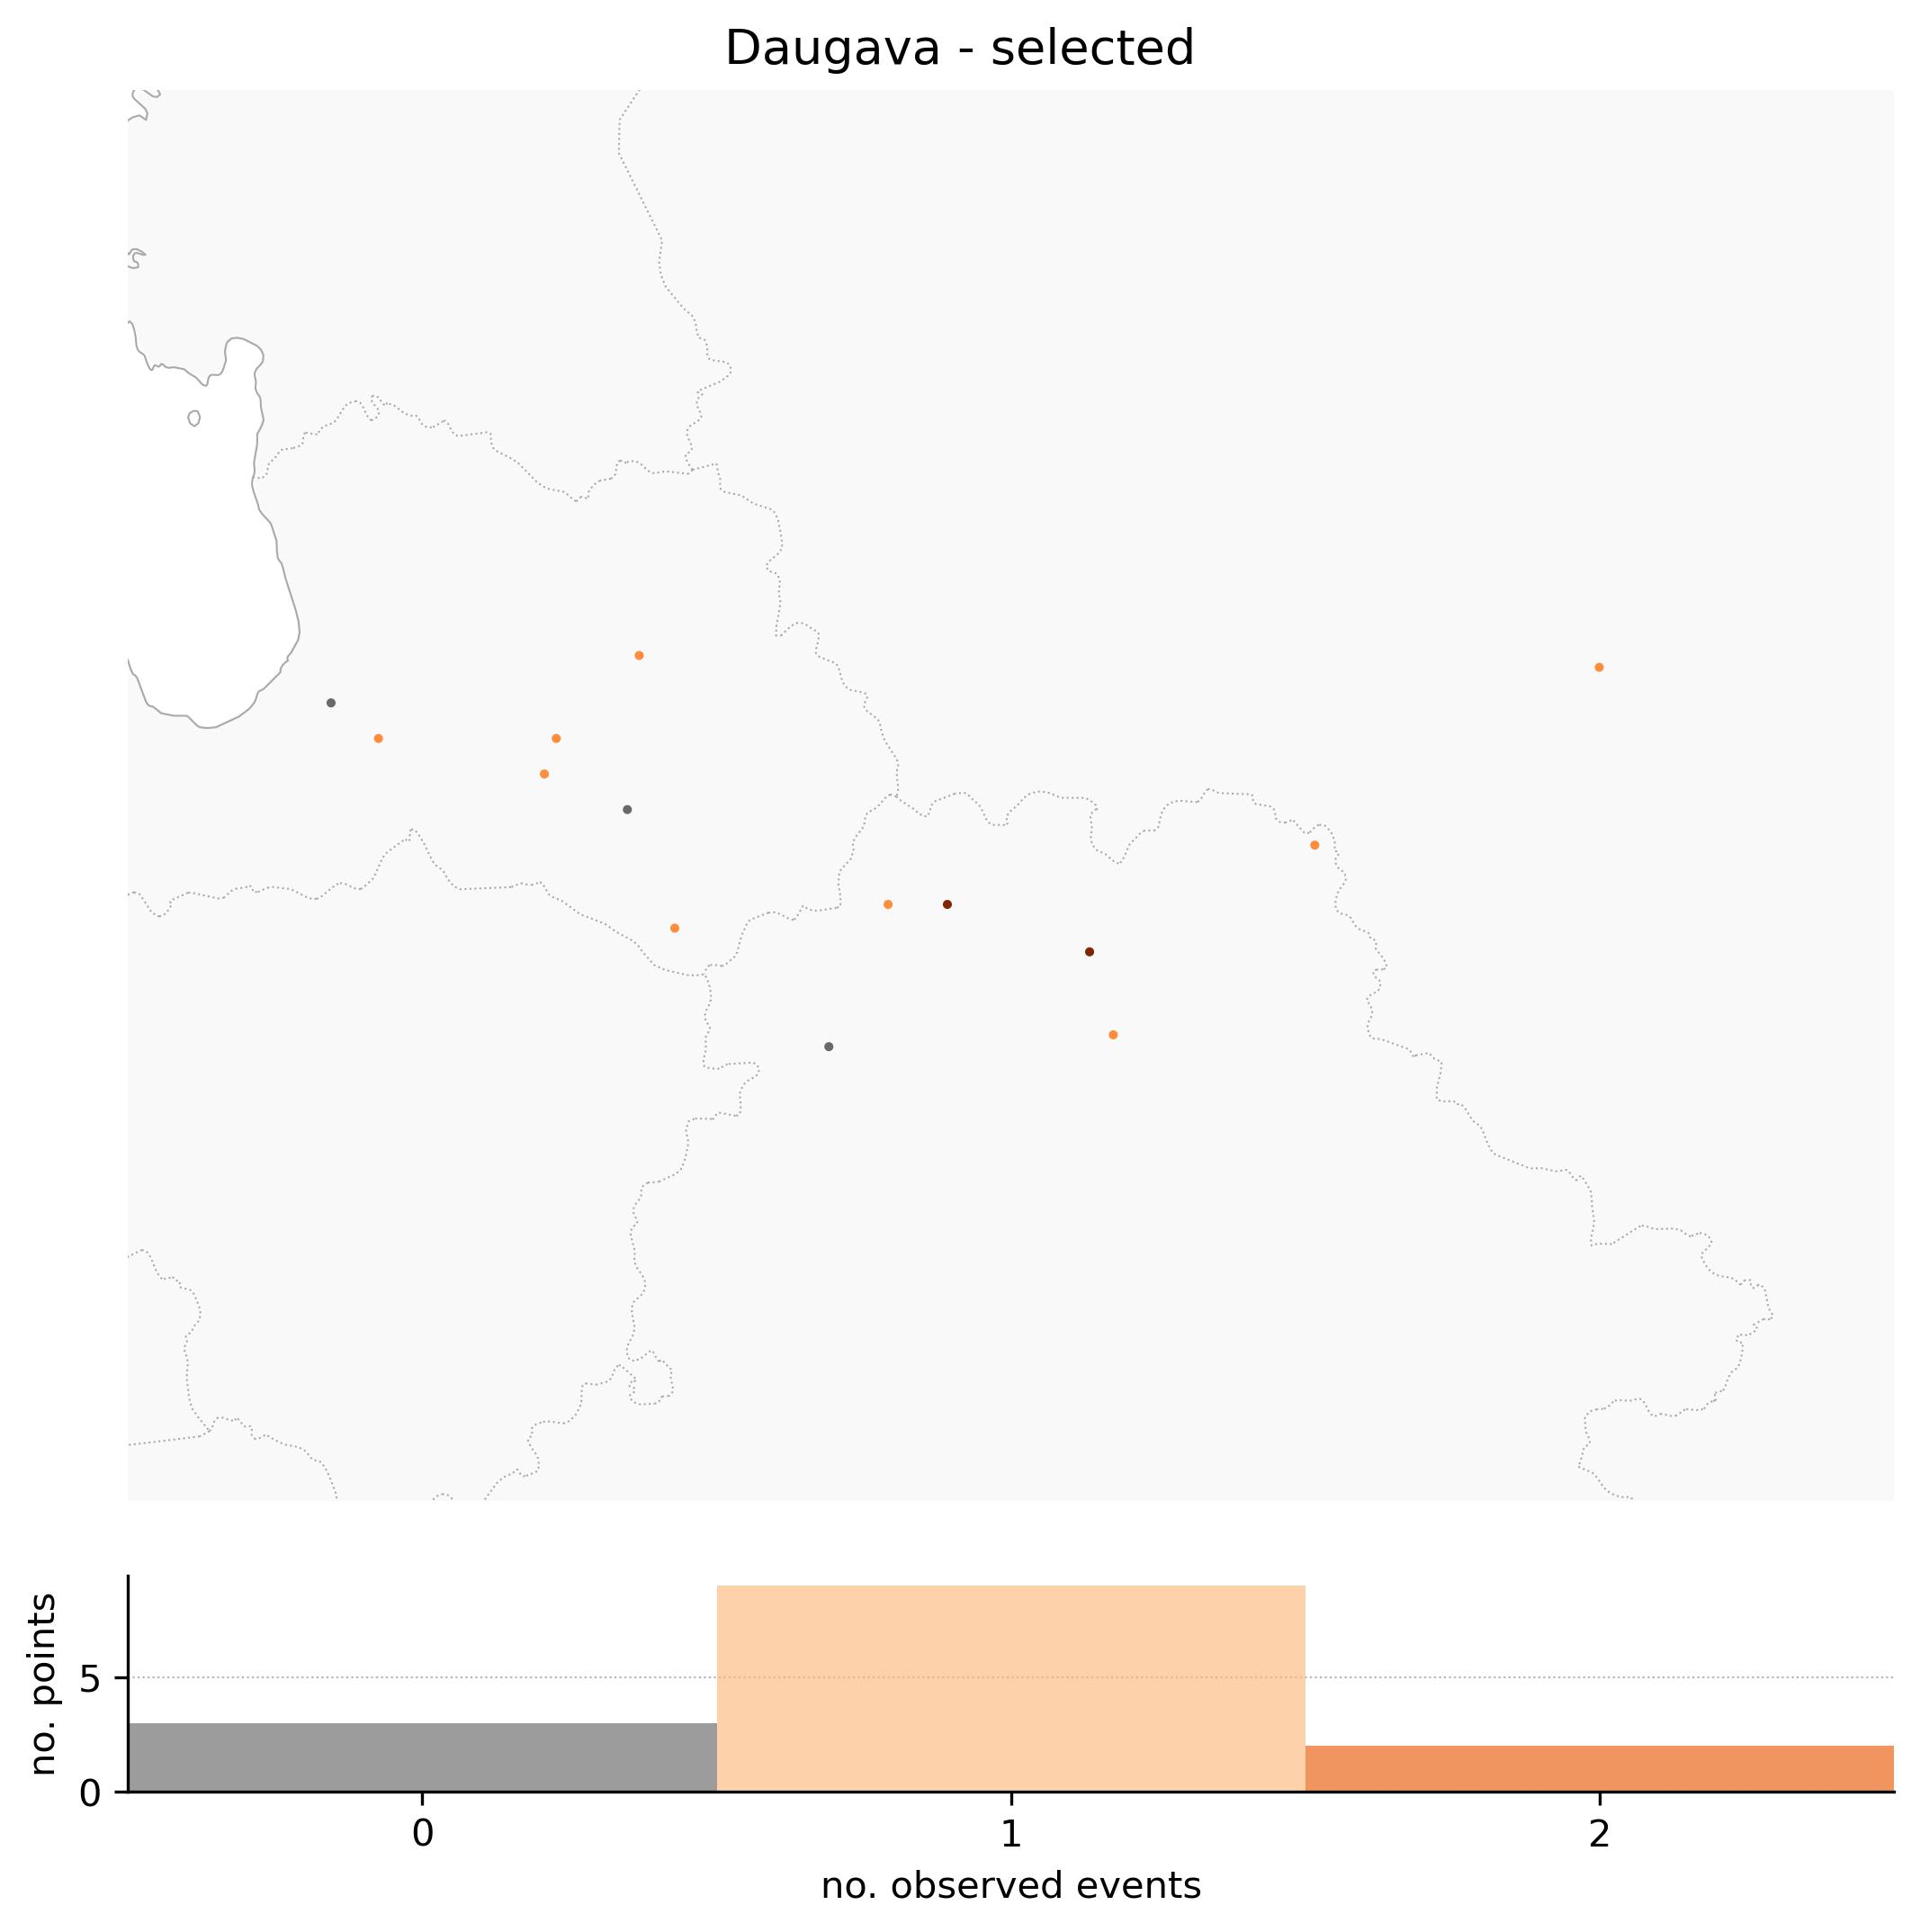 Daugava - selected
no. points
5
0
0 1 2
no. observed events